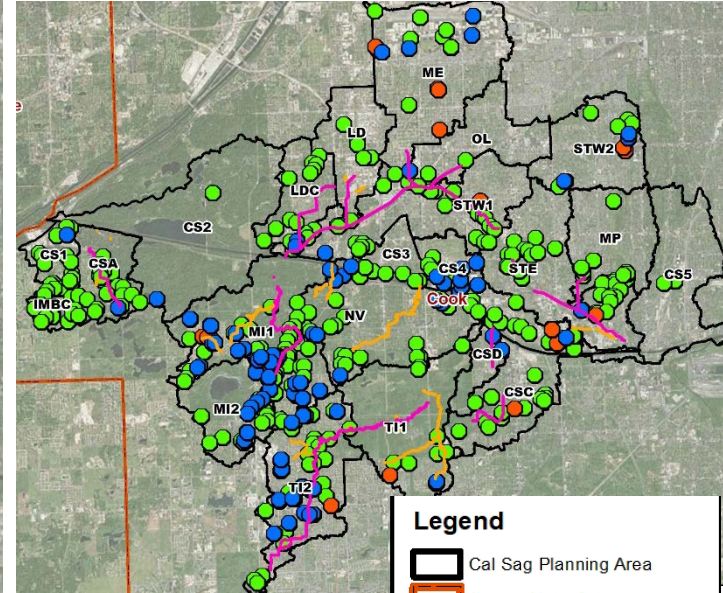 ME
OL
LD
STW2
LDC
STW1
CS2
MP
CS1
CSA
CS3
CS4
STE
CS5
IMBC
Cook
NV
MI1
CSD
CSC
MI2
TI1
TI2
Legend
Cal Sag Planning Area